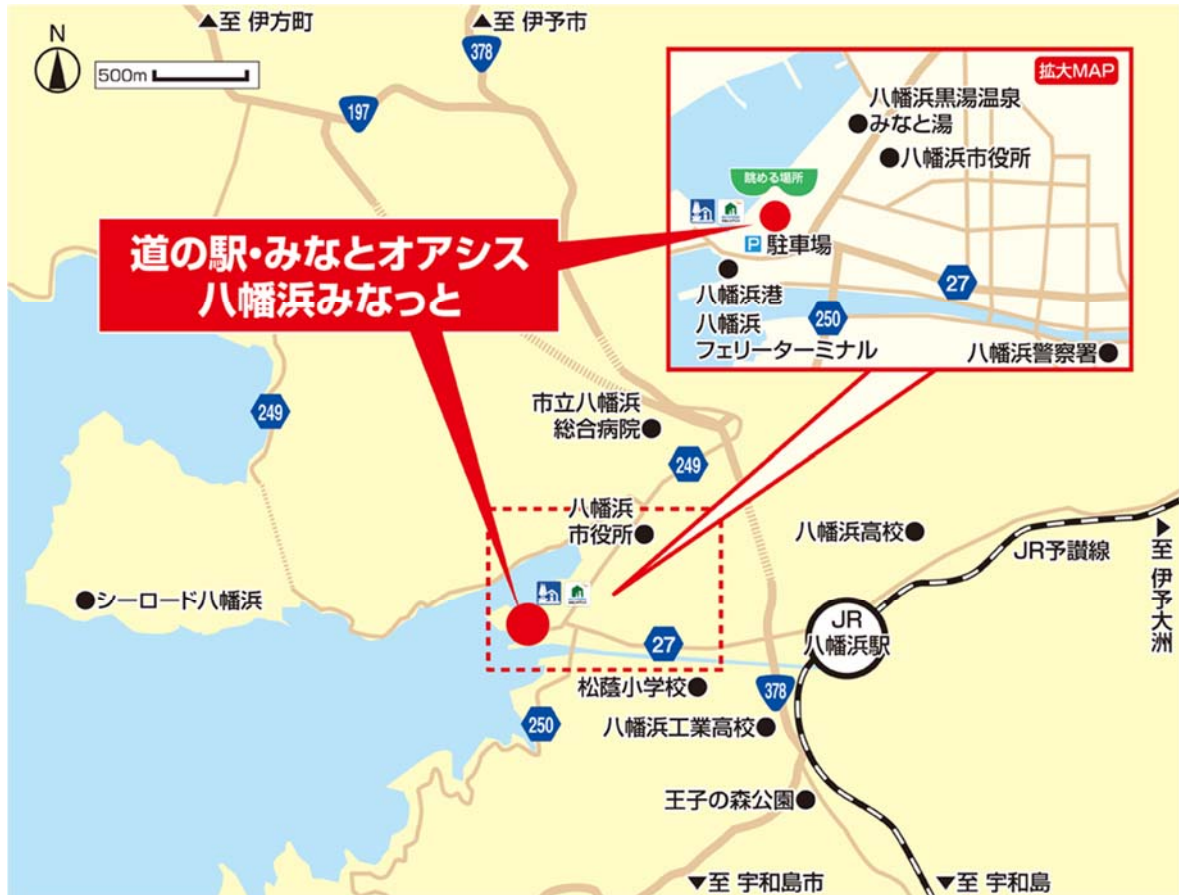 ▲至 伊方町
▲至 伊予市
N
500m
378
197
拡大MAP
八幡浜黒湯温泉
みなと湯
八幡浜市役所
眺める場所
P 駐車場
八幡浜港
八幡浜
フェリーターミナル
27
250
八幡浜警察署
道の駅・みなとオアシス
八幡浜みなっと
249
市立八幡浜
総合病院
249
八幡浜
市役所
八幡浜高校
JR予讃線
▲至 伊予大洲
シーロード八幡浜
JR
八幡浜駅
27
松蔭小学校
378
250
八幡浜工業高校
王子の森公園
▼至 宇和島市
▼至 宇和島